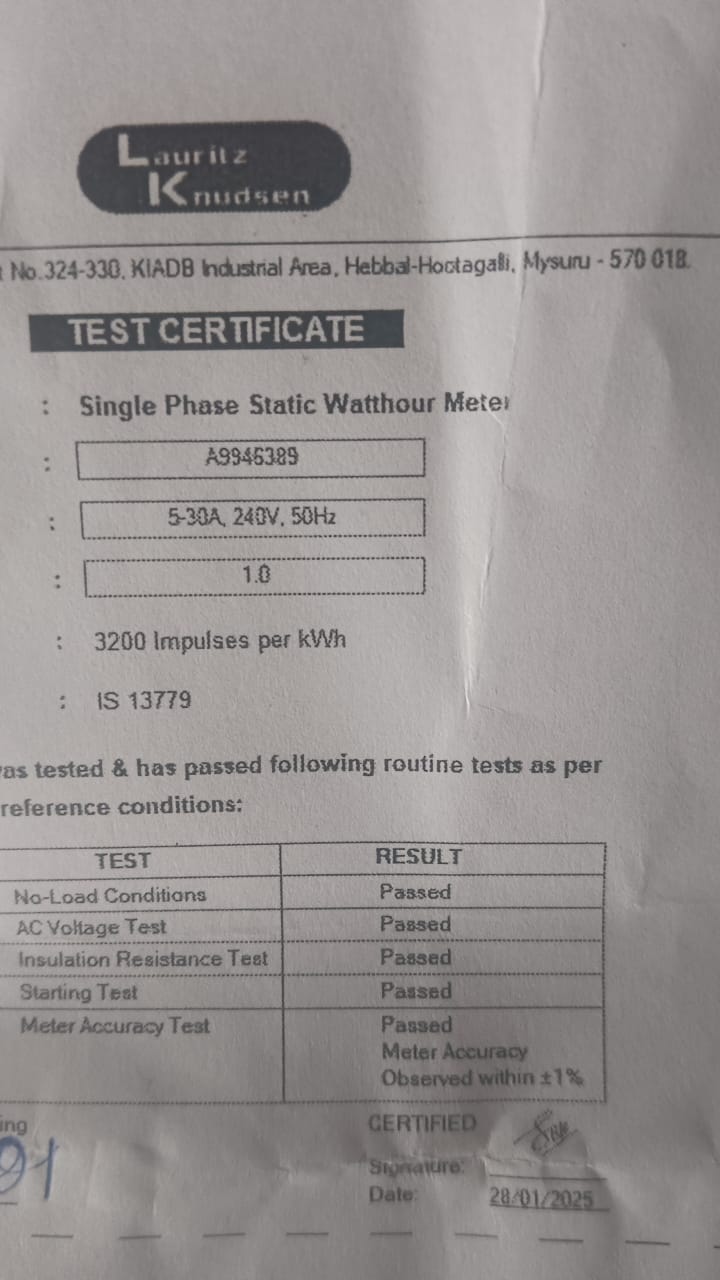 Lauritz
Knudsen
No.324-330, KIADB Industrial Area, Hebbal-Hootagalli, Mysuru - 570 018.
TEST CERTIFICATE
: Single Phase Static Watthour Meter
: A9946389
: 5-30A, 240V, 50Hz
: 1.0
: 3200 Impulses per kWh
: IS 13779
was tested & has passed following routine tests as per
reference conditions:
TEST RESULT
No-Load Conditions Passed
AC Voltage Test Passed
Insulation Resistance Test Passed
Starting Test Passed
Meter Accuracy Test Passed
Meter Accuracy
Observed within ±1%
ing CERTIFIED
91
Signature:
Date: 28/01/2025